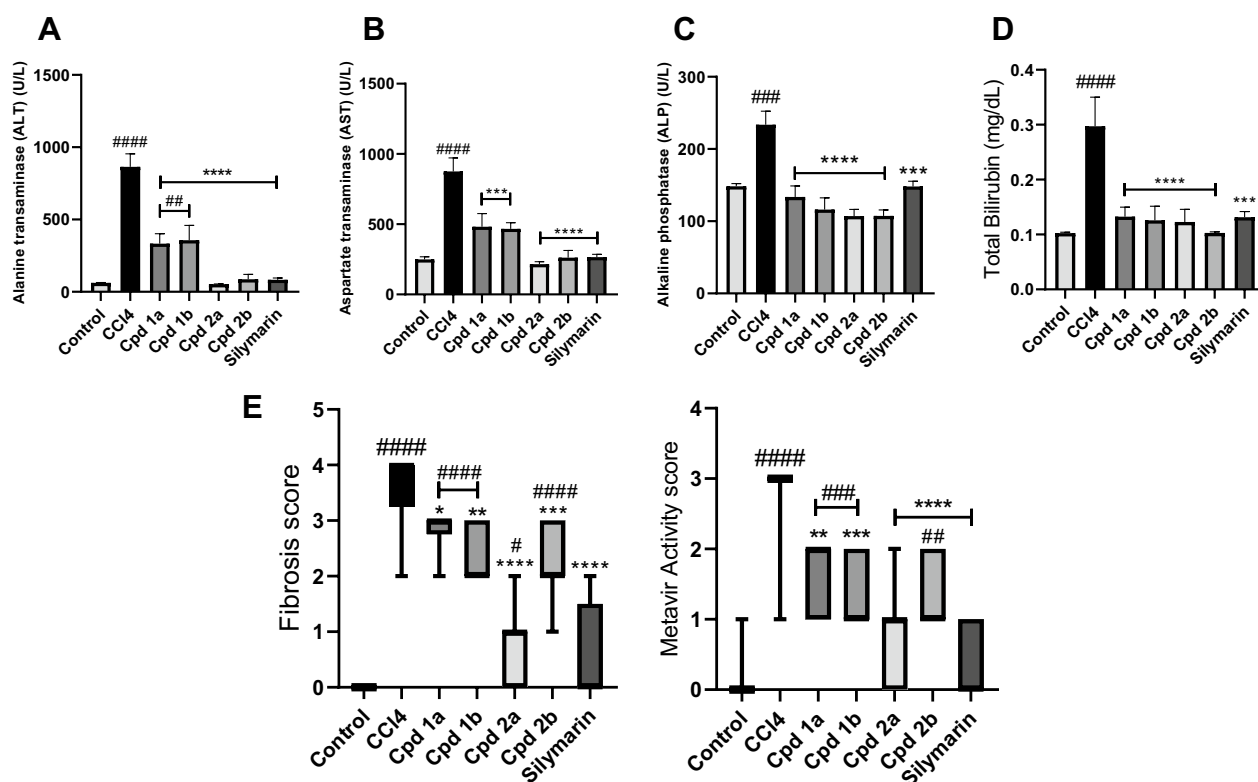 A
Alanine transaminase (ALT) (U/L)
1500
1000
500
0
####
##
****
Control
CCl4
Cpd 1a
Cpd 1b
Cpd 2a
Cpd 2b
Silymarin
B
Aspartate transaminase (AST) (U/L)
1500
1000
500
0
####
***
****
Control
CCl4
Cpd 1a
Cpd 1b
Cpd 2a
Cpd 2b
Silymarin
C
Alkaline phosphatase (ALP) (U/L)
300
200
100
0
###
****
***
Control
CCl4
Cpd 1a
Cpd 1b
Cpd 2a
Cpd 2b
Silymarin
D
Total Bilirubin (mg/dL)
0.4
0.3
0.2
0.1
0.0
####
****
***
Control
CCl4
Cpd 1a
Cpd 1b
Cpd 2a
Cpd 2b
Silymarin
E
Fibrosis score
5
4
3
2
1
0
####
####
*
**
#
****
####
***
****
Control
CCl4
Cpd 1a
Cpd 1b
Cpd 2a
Cpd 2b
Silymarin
Metavir Activity score
4
3
2
1
0
####
###
**
***
****
##
Control
CCl4
Cpd 1a
Cpd 1b
Cpd 2a
Cpd 2b
Silymarin